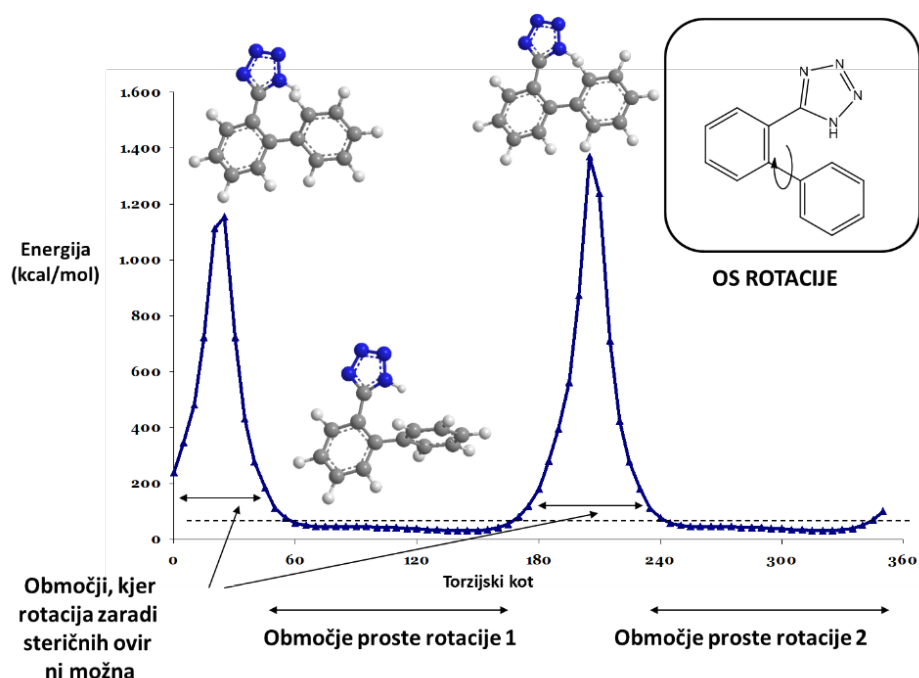 1.600
1.400
1.200
1.000
800
600
400
200
0
Energija
(kcal/mol)
0
60
120
180
240
300
360
Torzijski kot
N
N
N
N
H
OS ROTACIJE
Območji, kjer
rotacija zaradi
steričnih ovir
ni možna
Območje proste rotacije 1
Območje proste rotacije 2